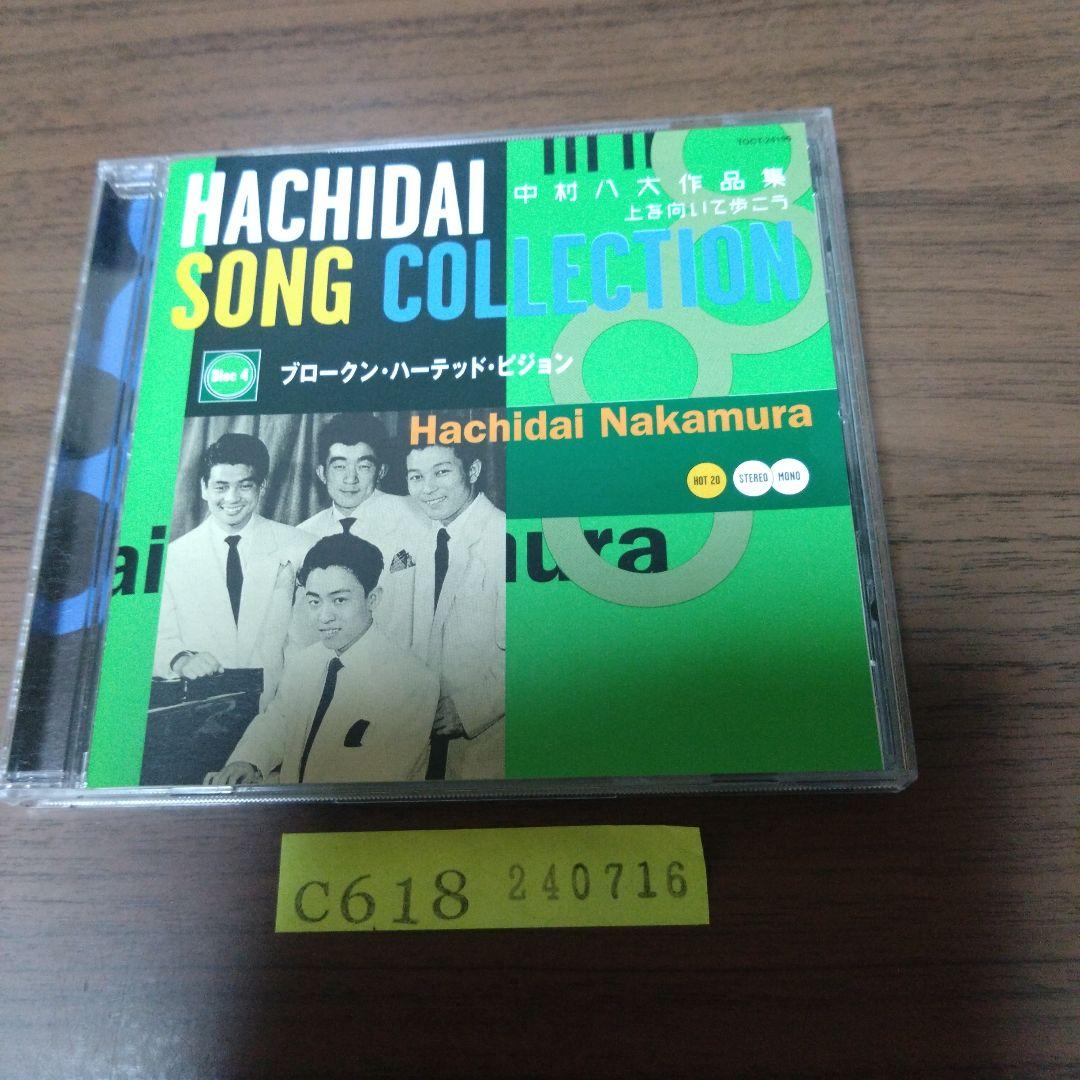 TOCT-24199
HACHIDAI
中村八大作品集
上を向いて歩こう
SONG COLLECTION
Disc 4
ブロークン・ハーテッド・ピジョン
Hachidai Nakamura
HOT 20
STEREO
MONO
ai
ura
C618 240716